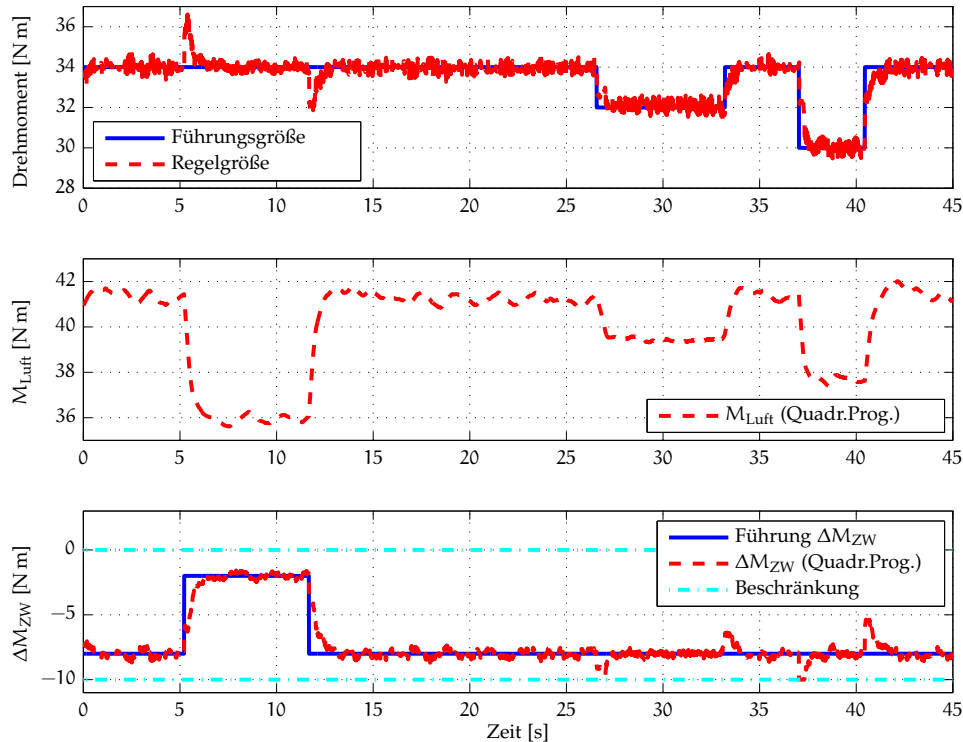 Drehmoment [N m]
36
34
32
30
28
Führungsgröße
Regelgröße
0 5 10 15 20 25 30 35 40 45
M_Luft [N m]
42
40
38
36
M_Luft (Quadr.Prog.)
0 5 10 15 20 25 30 35 40 45
ΔM_ZW [N m]
0
−5
−10
Führung ΔM_ZW
ΔM_ZW (Quadr.Prog.)
Beschränkung
0 5 10 15 20 25 30 35 40 45
Zeit [s]